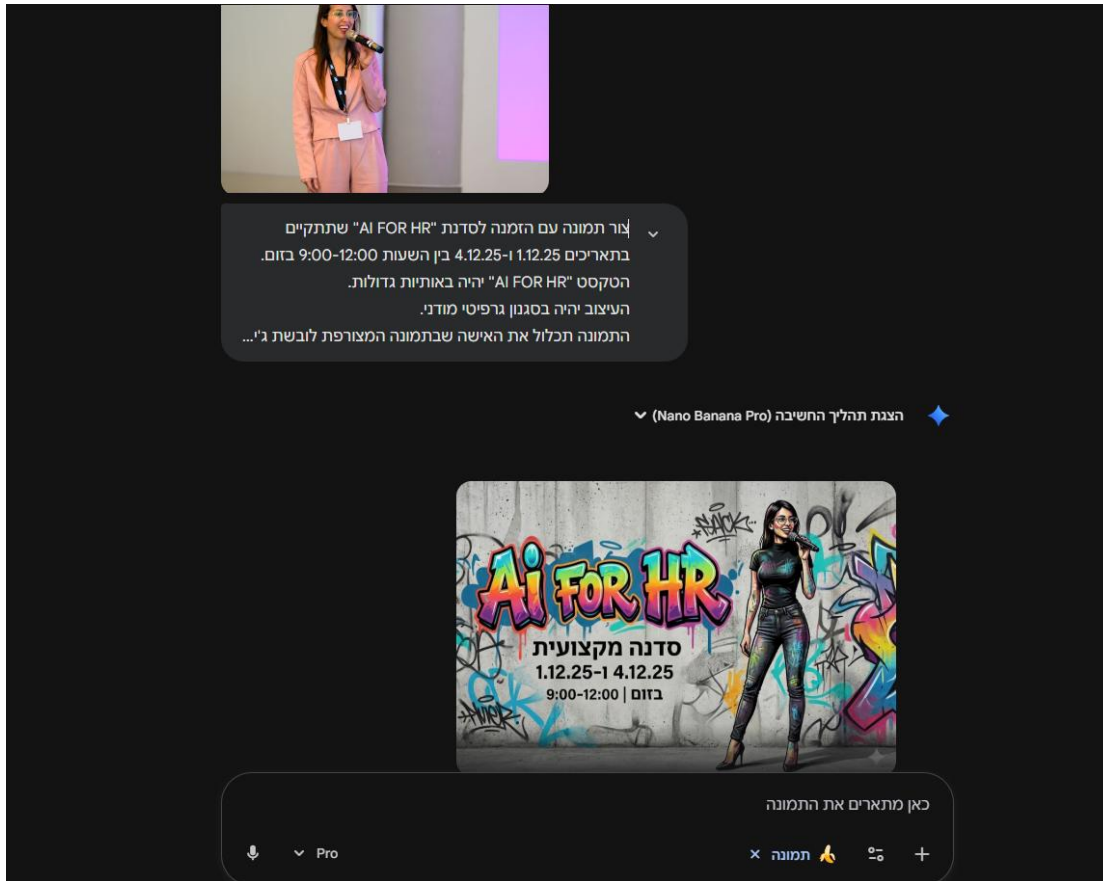 צור תמונה עם הזמנה לסדנת "AI FOR HR" שתתקיים
בתאריכים 1.12.25 ו-4.12.25 בין השעות 9:00-12:00 בזום.
הטקסט "AI FOR HR" יהיה באותיות גדולות.
העיצוב יהיה בסגנון גרפיטי מודני.
התמונה תכלול את האישה שבתמונה המצורפת לובשת ג'י...
הצגת תהליך החשיבה (Nano Banana Pro)
Ai FOR HR
סדנה מקצועית
1.12.25 ו-4.12.25
בזום | 9:00-12:00
כאן מתארים את התמונה
תמונה
Pro